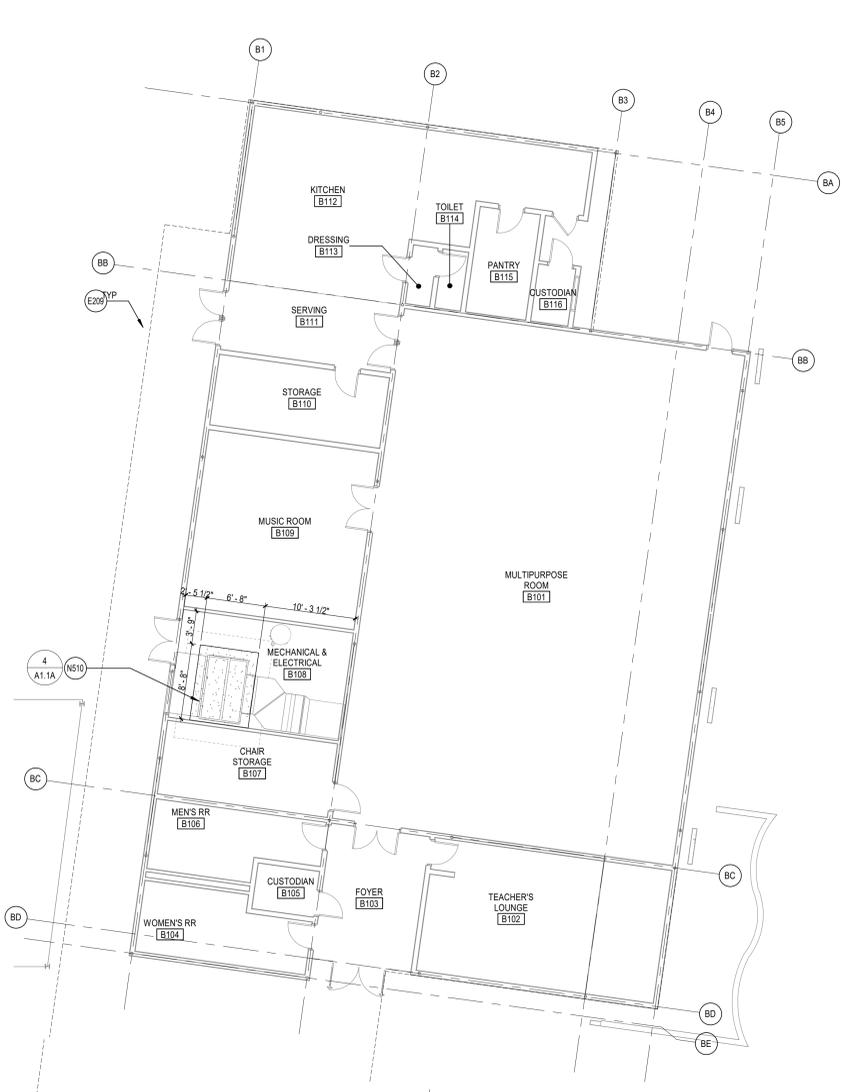 B1
B2
B3
B4
B5
BA
KITCHEN
B112
TOILET
B114
DRESSING
B113
BB
PANTRY
B115
CUSTODIAN
B116
E209
TYP
SERVING
B111
BB
STORAGE
B110
MUSIC ROOM
B109
MULTIPURPOSE
ROOM
B101
2' - 5 1/2"
6' - 8"
10' - 3 1/2"
3' - 9"
MECHANICAL &
ELECTRICAL
B108
4
A1.1A
N510
8' - 8"
CHAIR
STORAGE
B107
BC
MEN'S RR
B106
BC
CUSTODIAN
B105
FOYER
B103
TEACHER'S
LOUNGE
B102
BD
WOMEN'S RR
B104
BD
BE